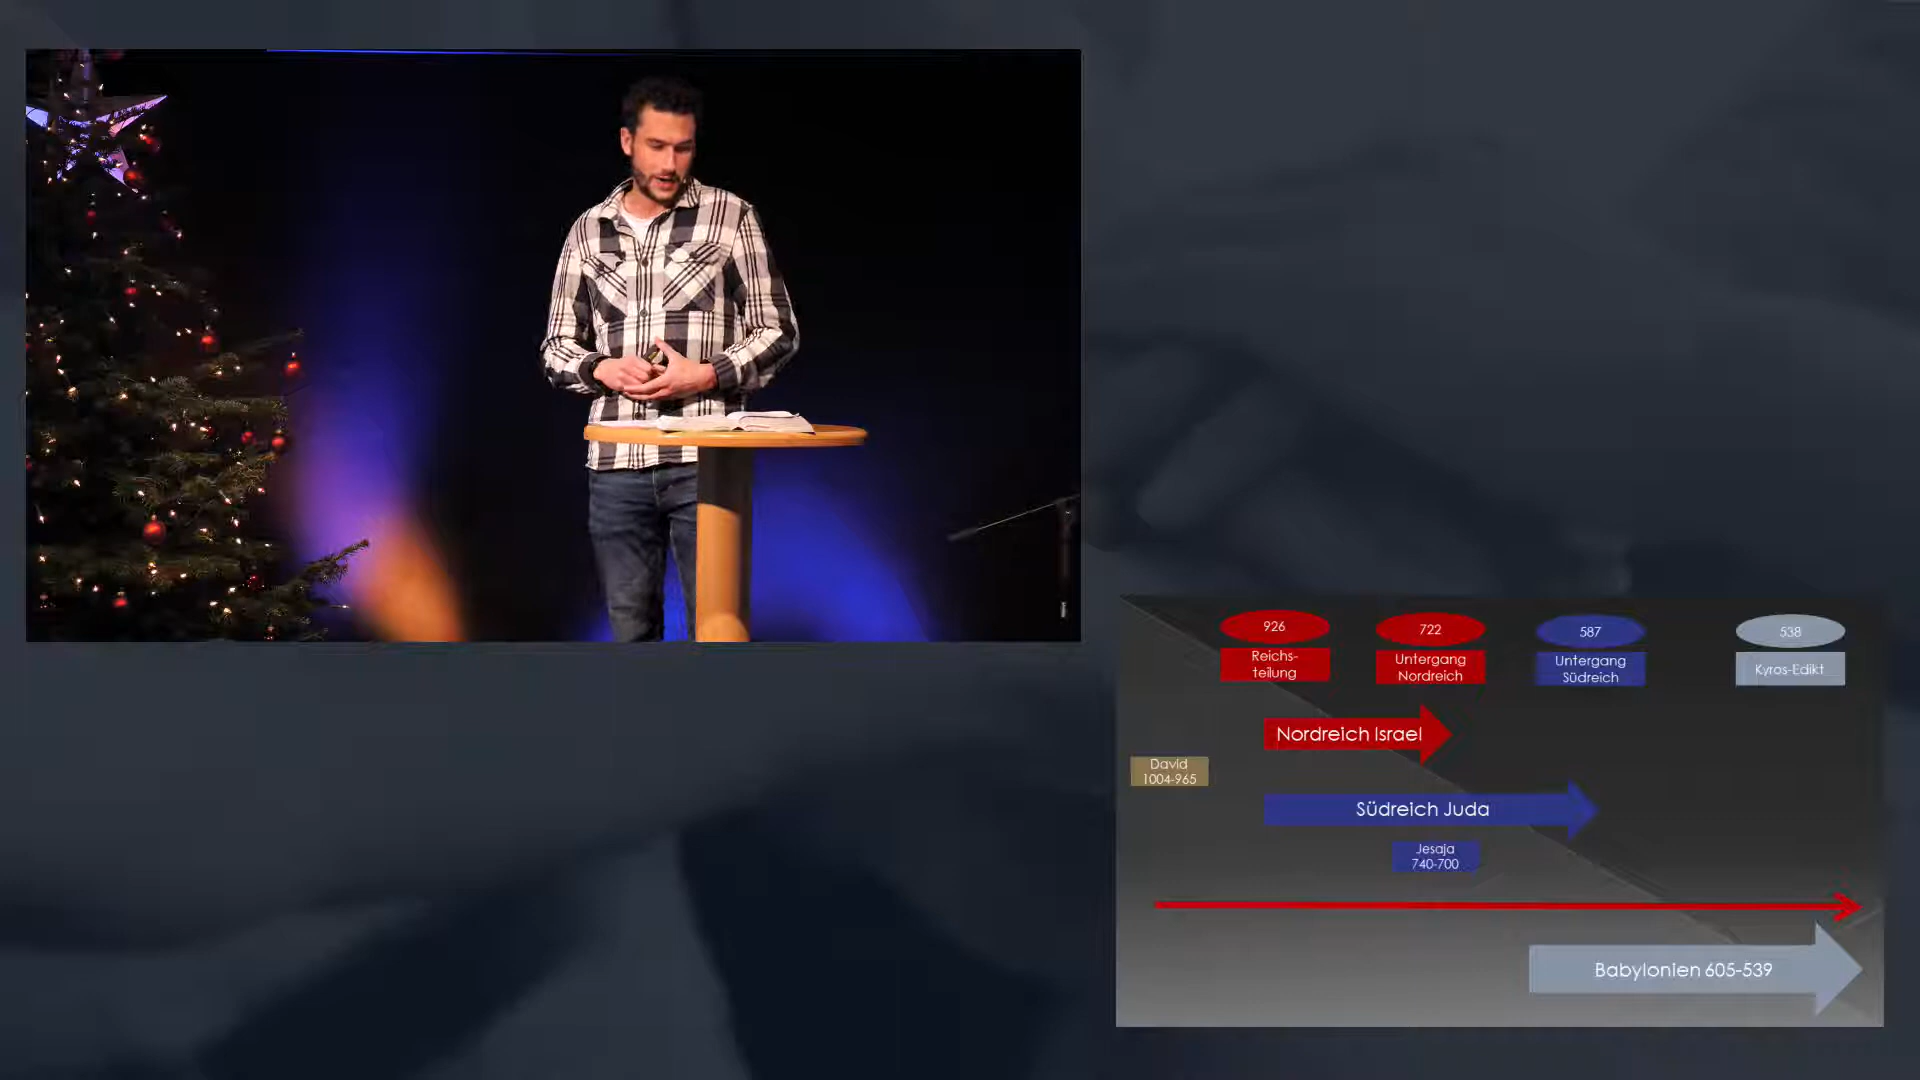 926
Reichs-
teilung
722
Untergang
Nordreich
587
Untergang
Südreich
538
Kyros-Edikt
Nordreich Israel
David
1004-965
Südreich Juda
Jesaja
740-700
Babylonien 605-539